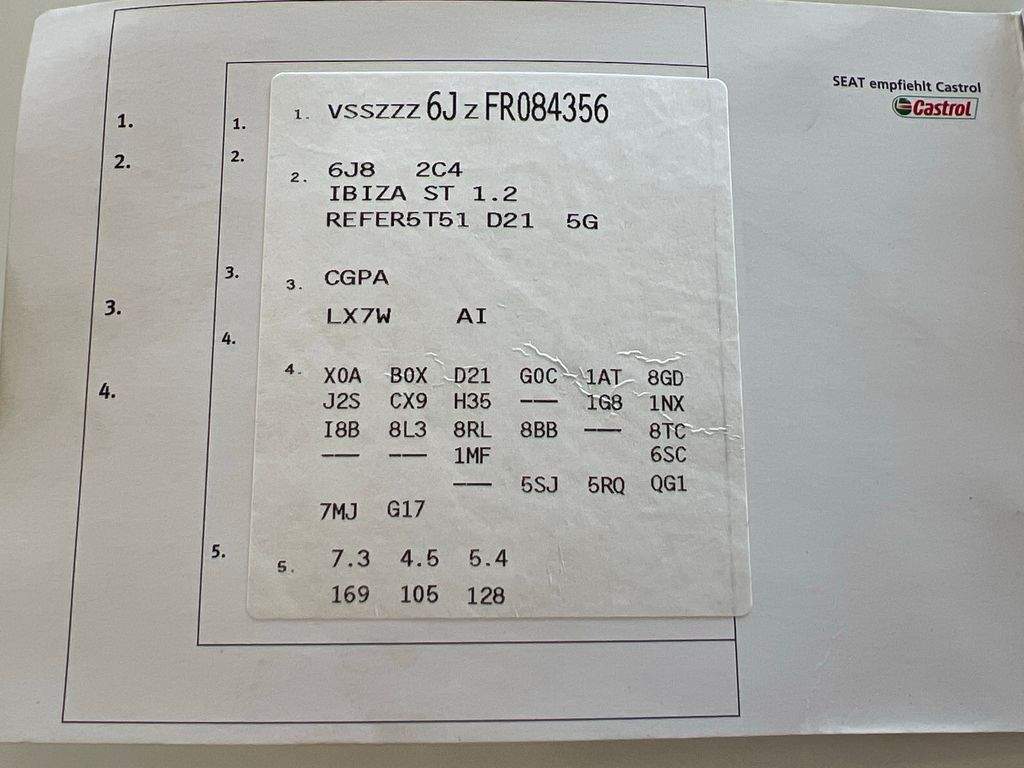 SEAT empfiehlt Castrol
Castrol
1. 1. 1. VSSZZZ 6J Z FR084356
2. 2. 2. 6J8 2C4
IBIZA ST 1.2
REFER5T51 D21 5G
3. 3. 3. CGPA
LX7W AI
4. 4. 4. X0A B0X D21 G0C 1AT 8GD
J2S CX9 H35 --- 1G8 1NX
I8B 8L3 8RL 8BB --- 8TC
--- --- 1MF 6SC
--- 5SJ 5RQ QG1
7MJ G17
5. 5. 7.3 4.5 5.4
169 105 128